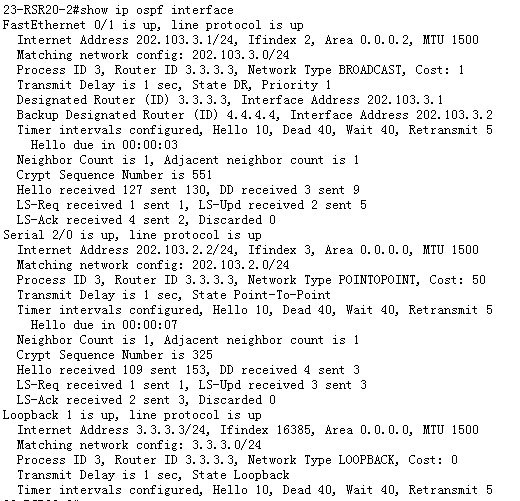 23-RSR20-2#show ip ospf interface
FastEthernet 0/1 is up, line protocol is up
Internet Address 202.103.3.1/24, Ifindex 2, Area 0.0.0.2, MTU 1500
Matching network config: 202.103.3.0/24
Process ID 3, Router ID 3.3.3.3, Network Type BROADCAST, Cost: 1
Transmit Delay is 1 sec, State DR, Priority 1
Designated Router (ID) 3.3.3.3, Interface Address 202.103.3.1
Backup Designated Router (ID) 4.4.4.4, Interface Address 202.103.3.2
Timer intervals configured, Hello 10, Dead 40, Wait 40, Retransmit 5
Hello due in 00:00:03
Neighbor Count is 1, Adjacent neighbor count is 1
Crypt Sequence Number is 551
Hello received 127 sent 130, DD received 3 sent 9
LS-Req received 1 sent 1, LS-Upd received 2 sent 5
LS-Ack received 4 sent 2, Discarded 0
Serial 2/0 is up, line protocol is up
Internet Address 202.103.2.2/24, Ifindex 3, Area 0.0.0.0, MTU 1500
Matching network config: 202.103.2.0/24
Process ID 3, Router ID 3.3.3.3, Network Type POINTOPOINT, Cost: 50
Transmit Delay is 1 sec, State Point-To-Point
Timer intervals configured, Hello 10, Dead 40, Wait 40, Retransmit 5
Hello due in 00:00:07
Neighbor Count is 1, Adjacent neighbor count is 1
Crypt Sequence Number is 325
Hello received 109 sent 153, DD received 4 sent 3
LS-Req received 1 sent 1, LS-Upd received 3 sent 3
LS-Ack received 2 sent 3, Discarded 0
Loopback 1 is up, line protocol is up
Internet Address 3.3.3.3/24, Ifindex 16385, Area 0.0.0.0, MTU 1500
Matching network config: 3.3.3.0/24
Process ID 3, Router ID 3.3.3.3, Network Type LOOPBACK, Cost: 0
Transmit Delay is 1 sec, State Loopback
Timer intervals configured, Hello 10, Dead 40, Wait 40, Retransmit 5